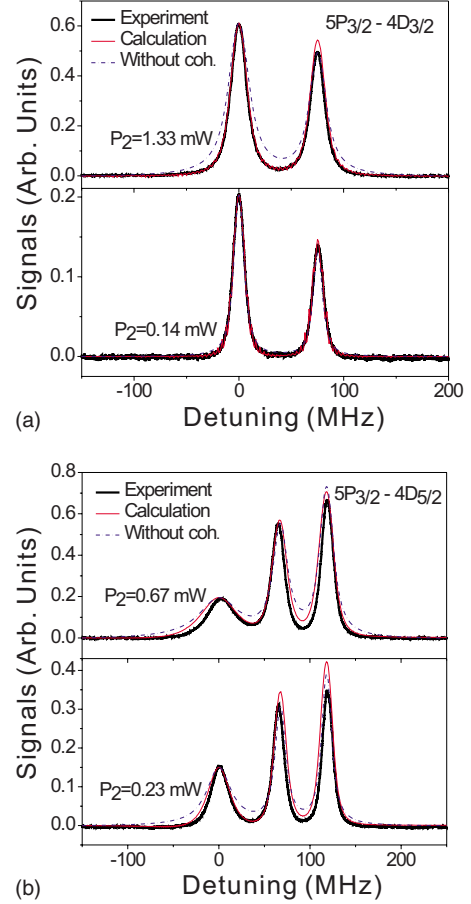 Experiment 5P3/2 - 4D3/2
Calculation
Without coh.
P2=1.33 mW
P2=0.14 mW
0.6
0.4
0.2
0.0
0.2
0.1
0.0
Signals (Arb. Units)
-100 0 100 200
(a) Detuning (MHz)
Experiment 5P3/2 - 4D5/2
Calculation
Without coh.
P2=0.67 mW
P2=0.23 mW
0.8
0.6
0.4
0.2
0.0
0.4
0.3
0.2
0.1
0.0
Signals (Arb. Units)
-100 0 100 200
(b) Detuning (MHz)